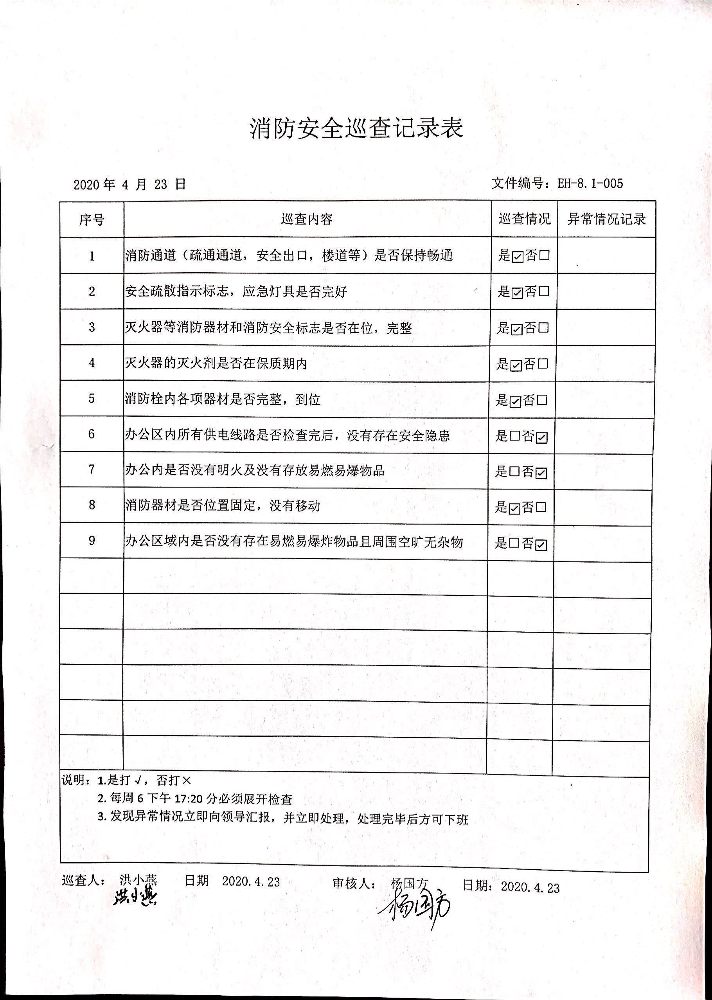 消防安全巡查记录表
2020 年 4 月 23 日 文件编号：EH-8.1-005
序号 巡查内容 巡查情况 异常情况记录
1 消防通道（疏通通道，安全出口，楼道等）是否保持畅通 是☑否☐
2 安全疏散指示标志，应急灯具是否完好 是☑否☐
3 灭火器等消防器材和消防安全标志是否在位，完整 是☑否☐
4 灭火器的灭火剂是否在保质期内 是☑否☐
5 消防栓内各项器材是否完整，到位 是☑否☐
6 办公区内所有供电线路是否检查完后，没有存在安全隐患 是☐否☑
7 办公内是否没有明火及没有存放易燃易爆物品 是☐否☑
8 消防器材是否位置固定，没有移动 是☑否☐
9 办公区域内是否没有存在易燃易爆炸物品且周围空旷无杂物 是☐否☑
说明：1.是打√，否打×
2. 每周 6 下午 17:20 分必须展开检查
3. 发现异常情况立即向领导汇报，并立即处理，处理完毕后方可下班
巡查人： 洪小燕 日期 2020.4.23 审核人： 杨国方 日期：2020.4.23
洪小燕 杨国方